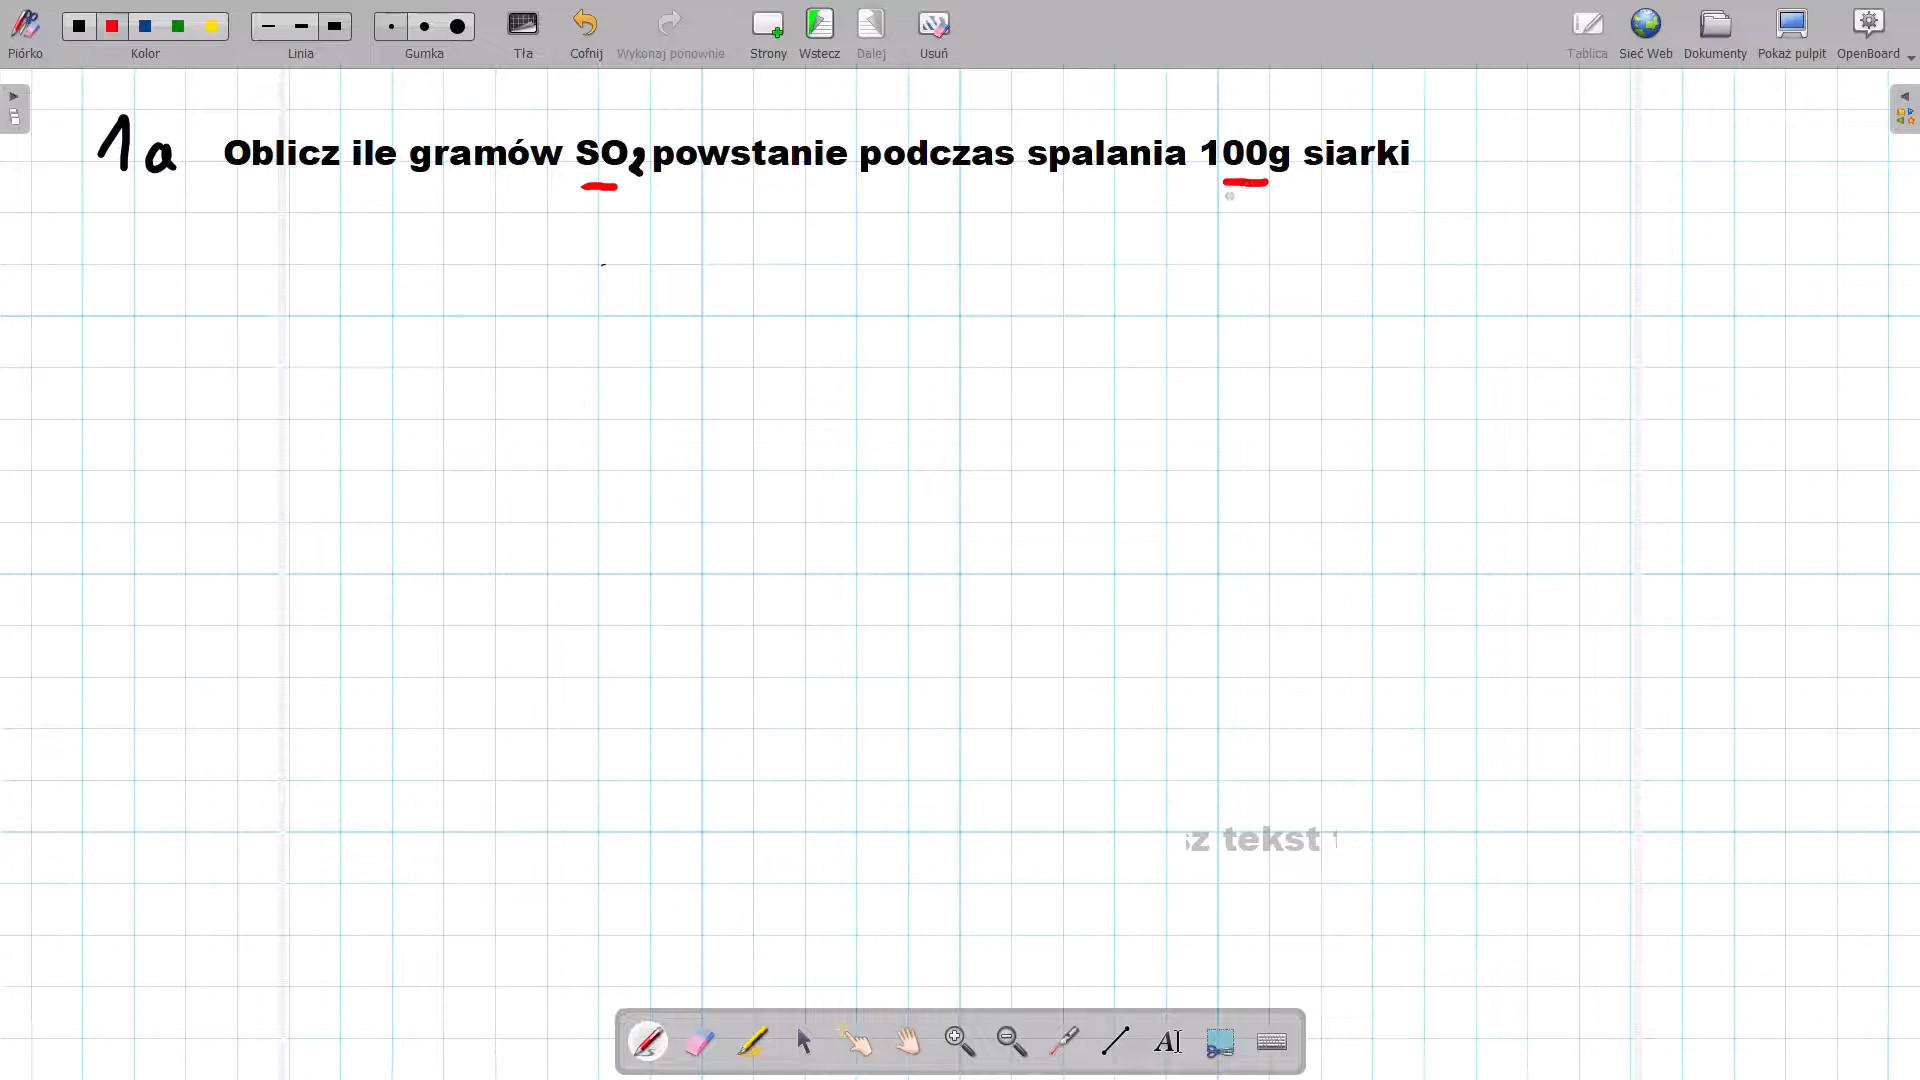 Piórko Kolor Linia Gumka Tła Cofnij Wykonaj ponownie Strony Wstecz Dalej Usuń Tablica Sieć Web Dokumenty Pokaż pulpit OpenBoard
1a Oblicz ile gramów SO2 powstanie podczas spalania 100g siarki
tekst